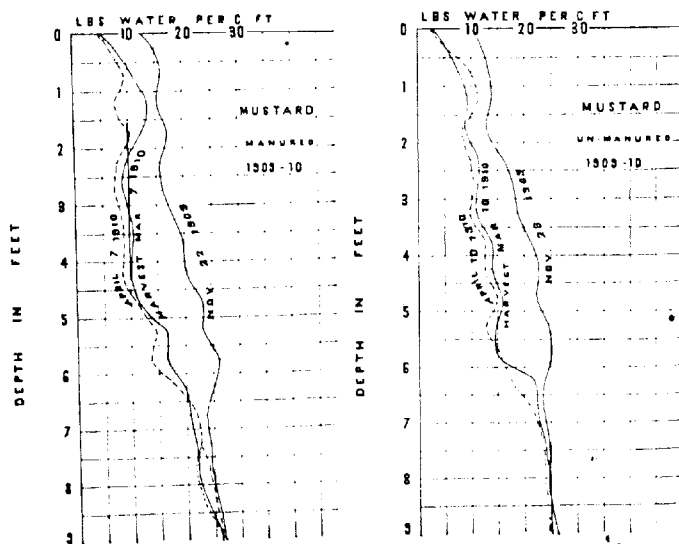 LBS WATER PER C FT
0 10 20 30
1
2
3
4
5
6
7
8
9
DEPTH IN FEET
MUSTARD
MANURED
1909-10
APRIL 7 1910
HARVEST MAR 7 1910
NOV. 22 1909
LBS WATER PER C FT
0 10 20 30
1
2
3
4
5
6
7
8
9
DEPTH IN FEET
MUSTARD
UN-MANURED
1909-10
APRIL 10 1910
HARVEST MAR 10 1910
NOV. 28 1909